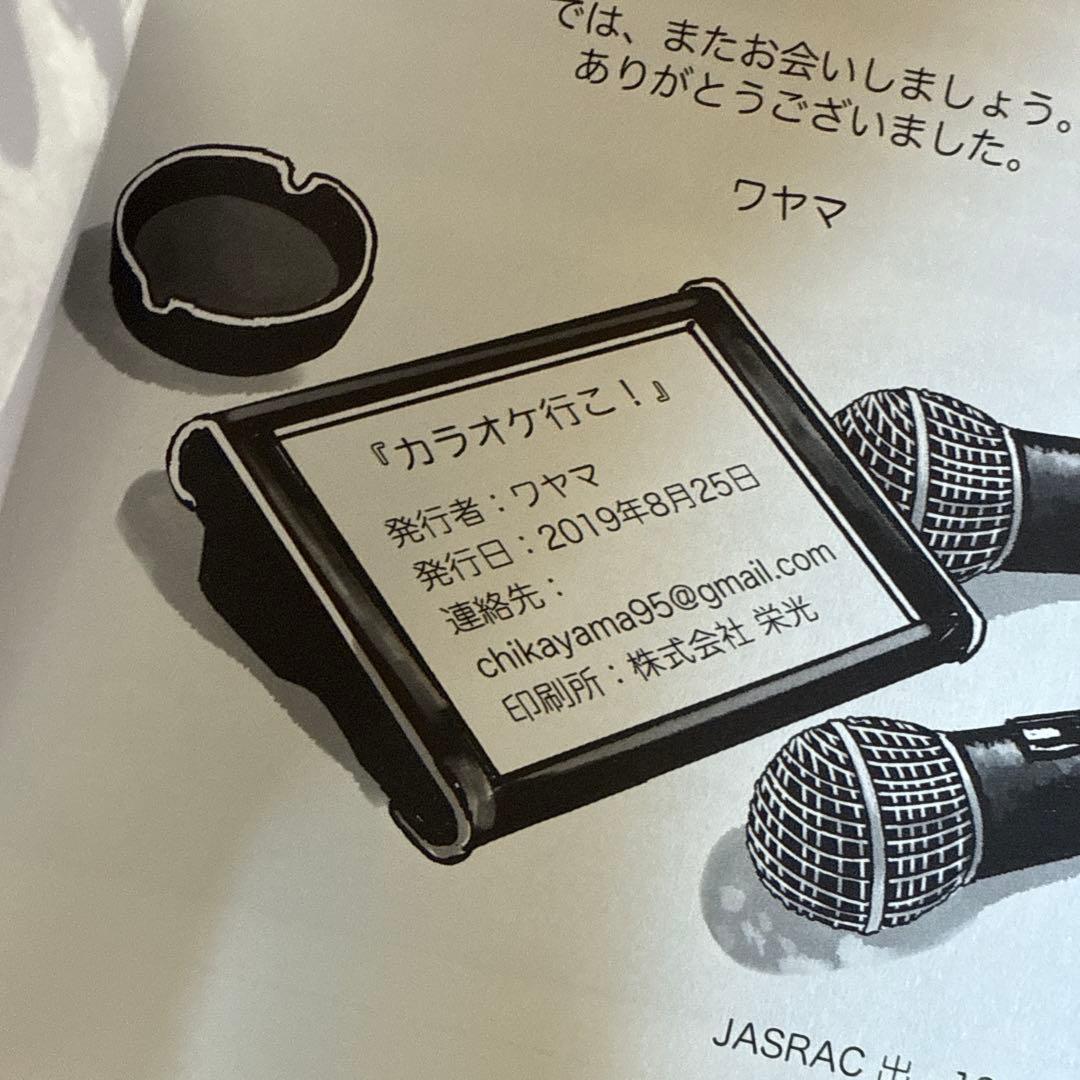 では、またお会いしましょう。
ありがとうございました。
ワヤマ
『カラオケ行こ！』
発行者：ワヤマ
発行日：2019年8月25日
連絡先：
chikayama95@gmail.com
印刷所：株式会社 栄光
JASRAC 出